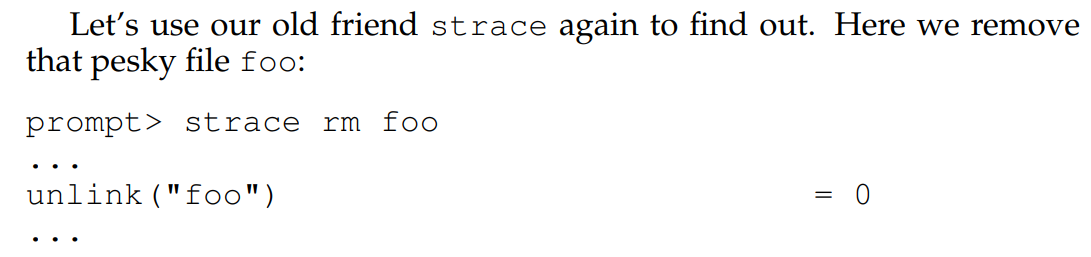 Let’s use our old friend strace again to find out. Here we remove
that pesky file foo:
prompt> strace rm foo
...
unlink("foo") = 0
...